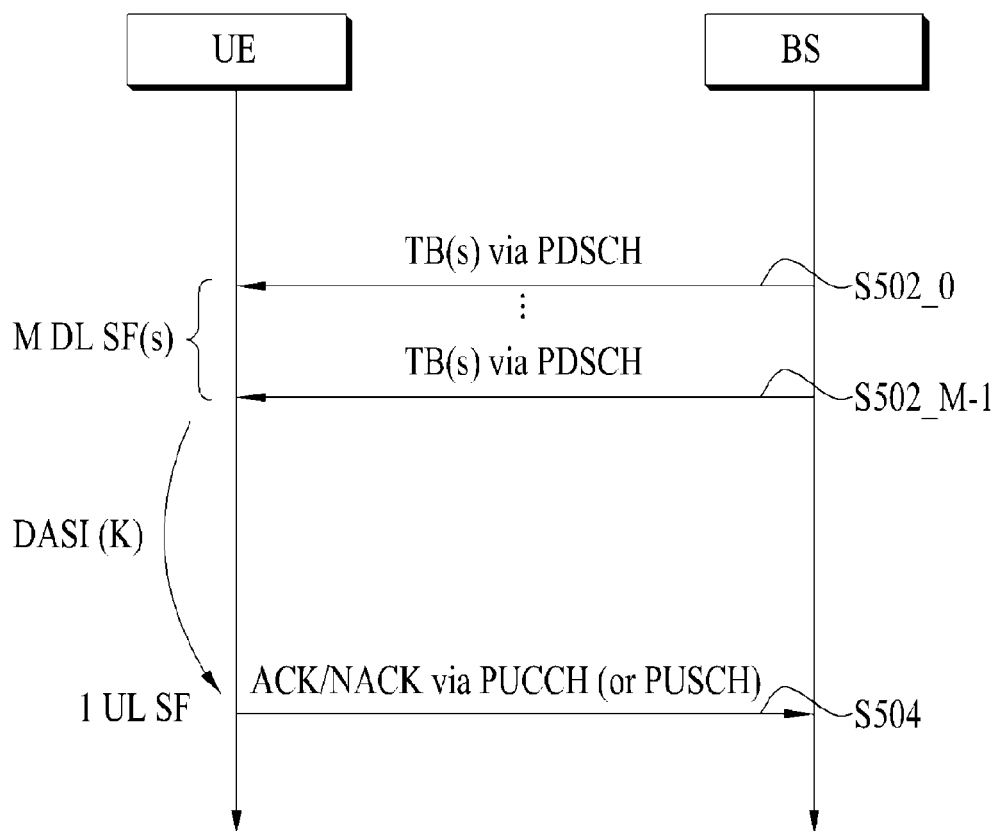 UE
BS
TB(s) via PDSCH
S502_0
M DL SF(s)
TB(s) via PDSCH
S502_M-1
DASI (K)
ACK/NACK via PUCCH (or PUSCH)
1 UL SF
S504